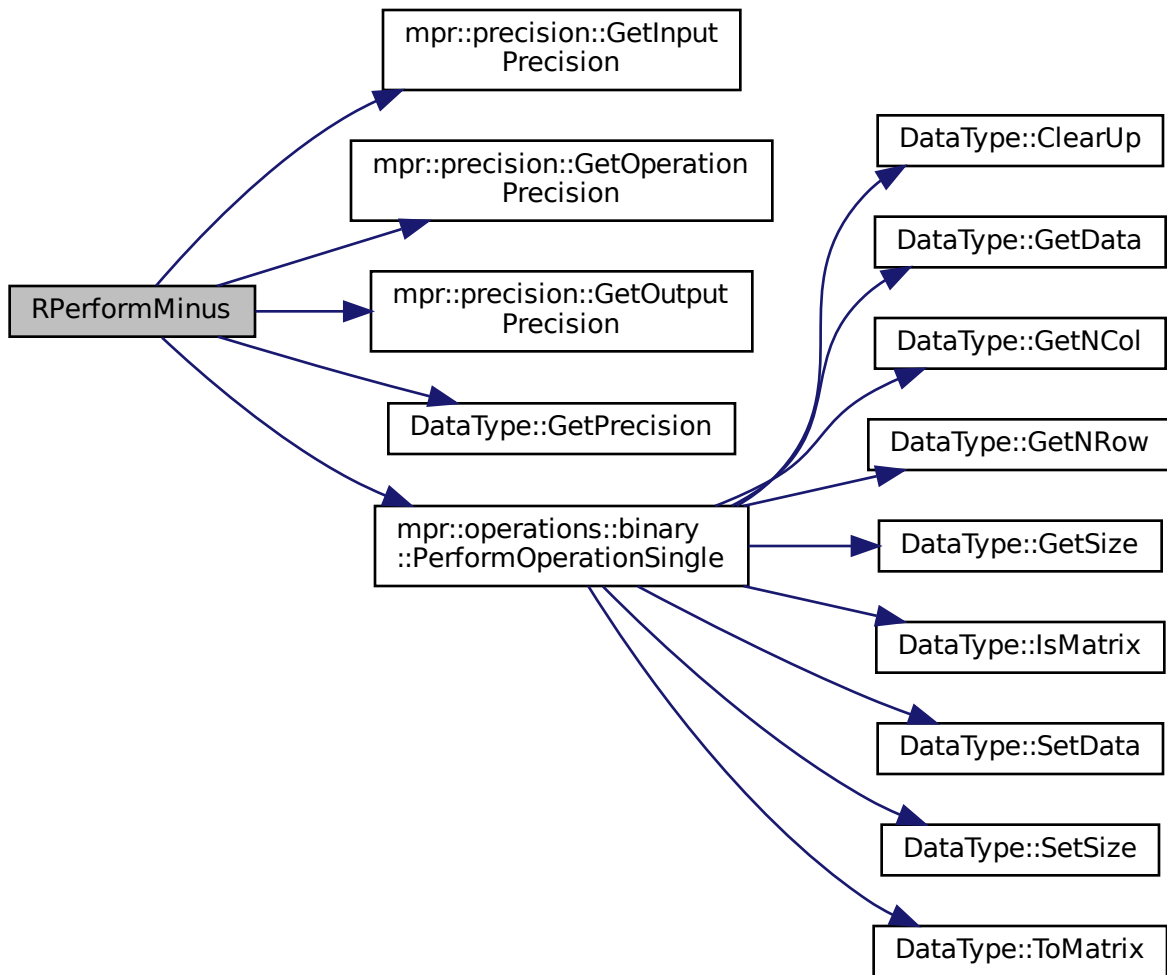 RPerformMinus
mpr::precision::GetInput
Precision
mpr::precision::GetOperation
Precision
mpr::precision::GetOutput
Precision
DataType::GetPrecision
mpr::operations::binary
::PerformOperationSingle
DataType::ClearUp
DataType::GetData
DataType::GetNCol
DataType::GetNRow
DataType::GetSize
DataType::IsMatrix
DataType::SetData
DataType::SetSize
DataType::ToMatrix